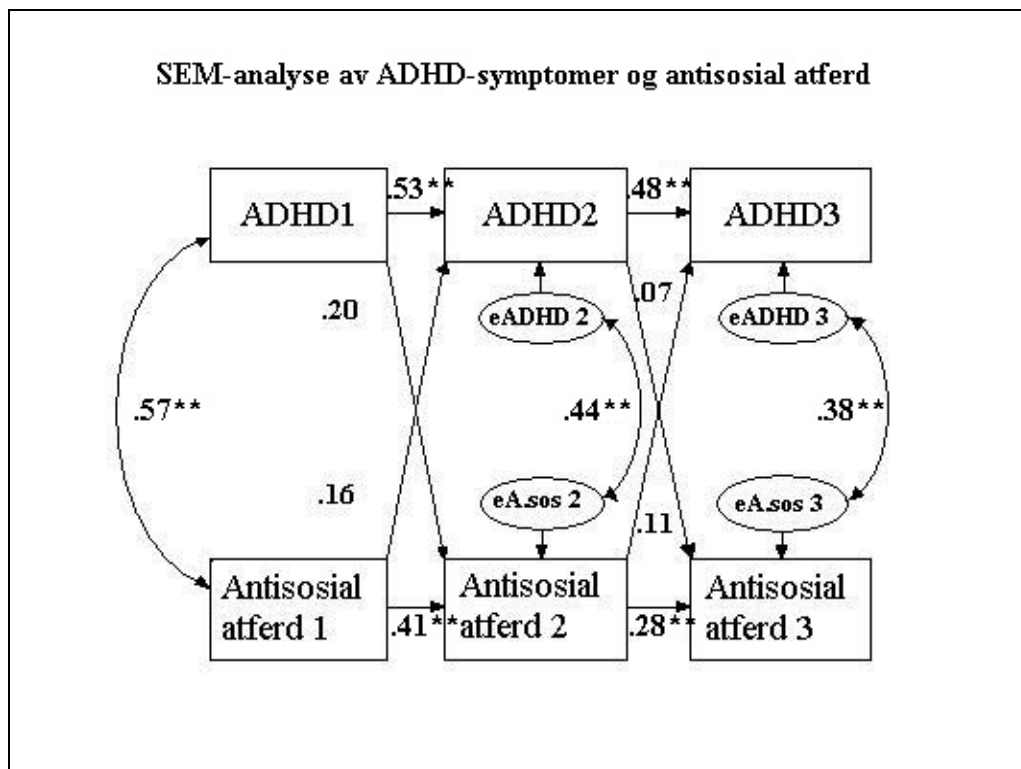 SEM-analyse av ADHD-symptomer og antisosial atferd
.53**
.48**
ADHD1
ADHD2
ADHD3
.20
eADHD 2
.07
eADHD 3
.57**
.44**
.38**
.16
eA.sos 2
.11
eA.sos 3
Antisosial
atferd 1
.41**
Antisosial
atferd 2
.28**
Antisosial
atferd 3